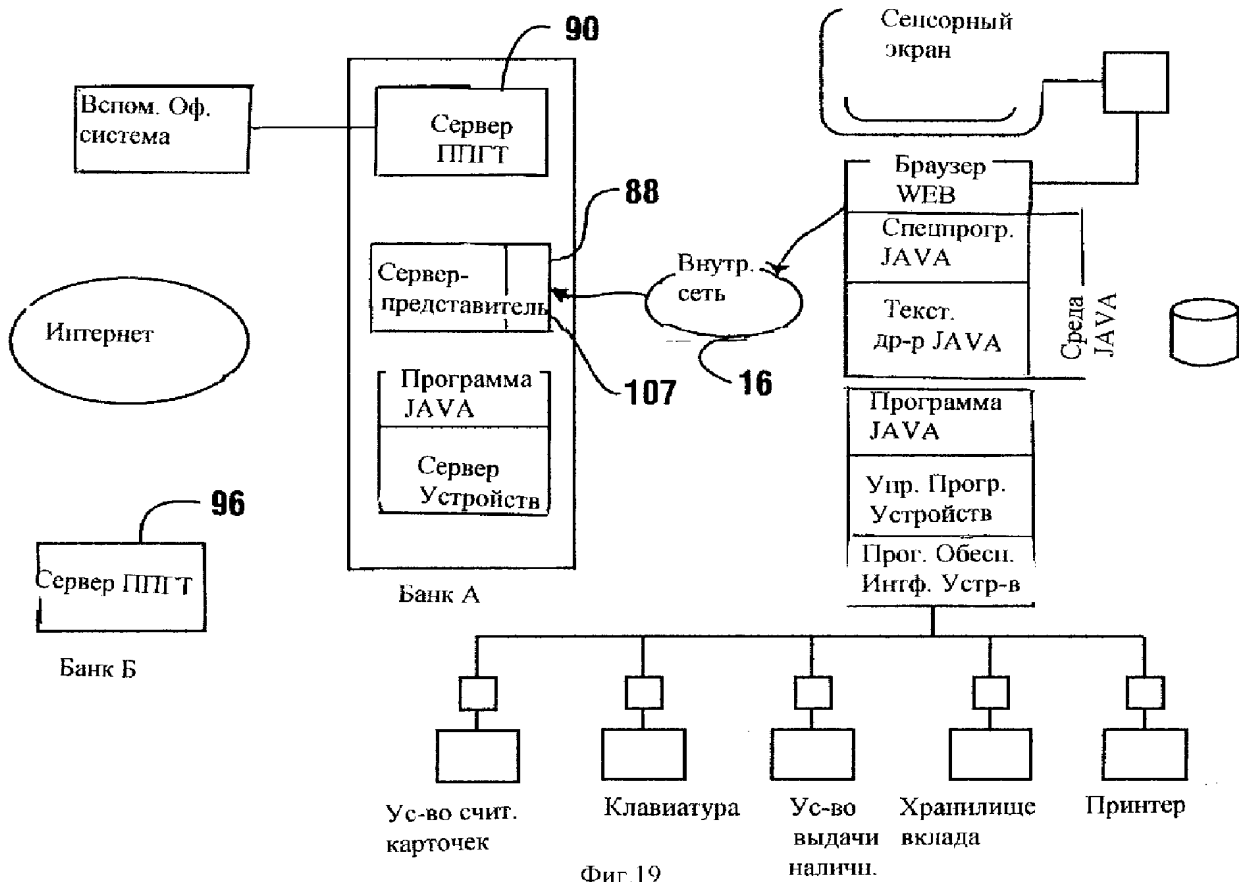 90
Сенсорный
экран
Вспом. Оф.
система
Сервер
ППГТ
Браузер
WEB
88
Спецпрогр.
JAVA
Сервер-
представитель
Внутр.
сеть
Текст.
др-р JAVA
Среда
JAVA
Интернет
107
16
Программа
JAVA
Программа
JAVA
Сервер
Устройств
Упр. Прогр.
Устройств
96
Сервер ППГТ
Прог. Обесп.
Интф. Устр-в
Банк А
Банк Б
Ус-во счит.
карточек
Клавиатура
Ус-во
выдачи
наличн.
Хранилище
вклада
Принтер
Фиг.19